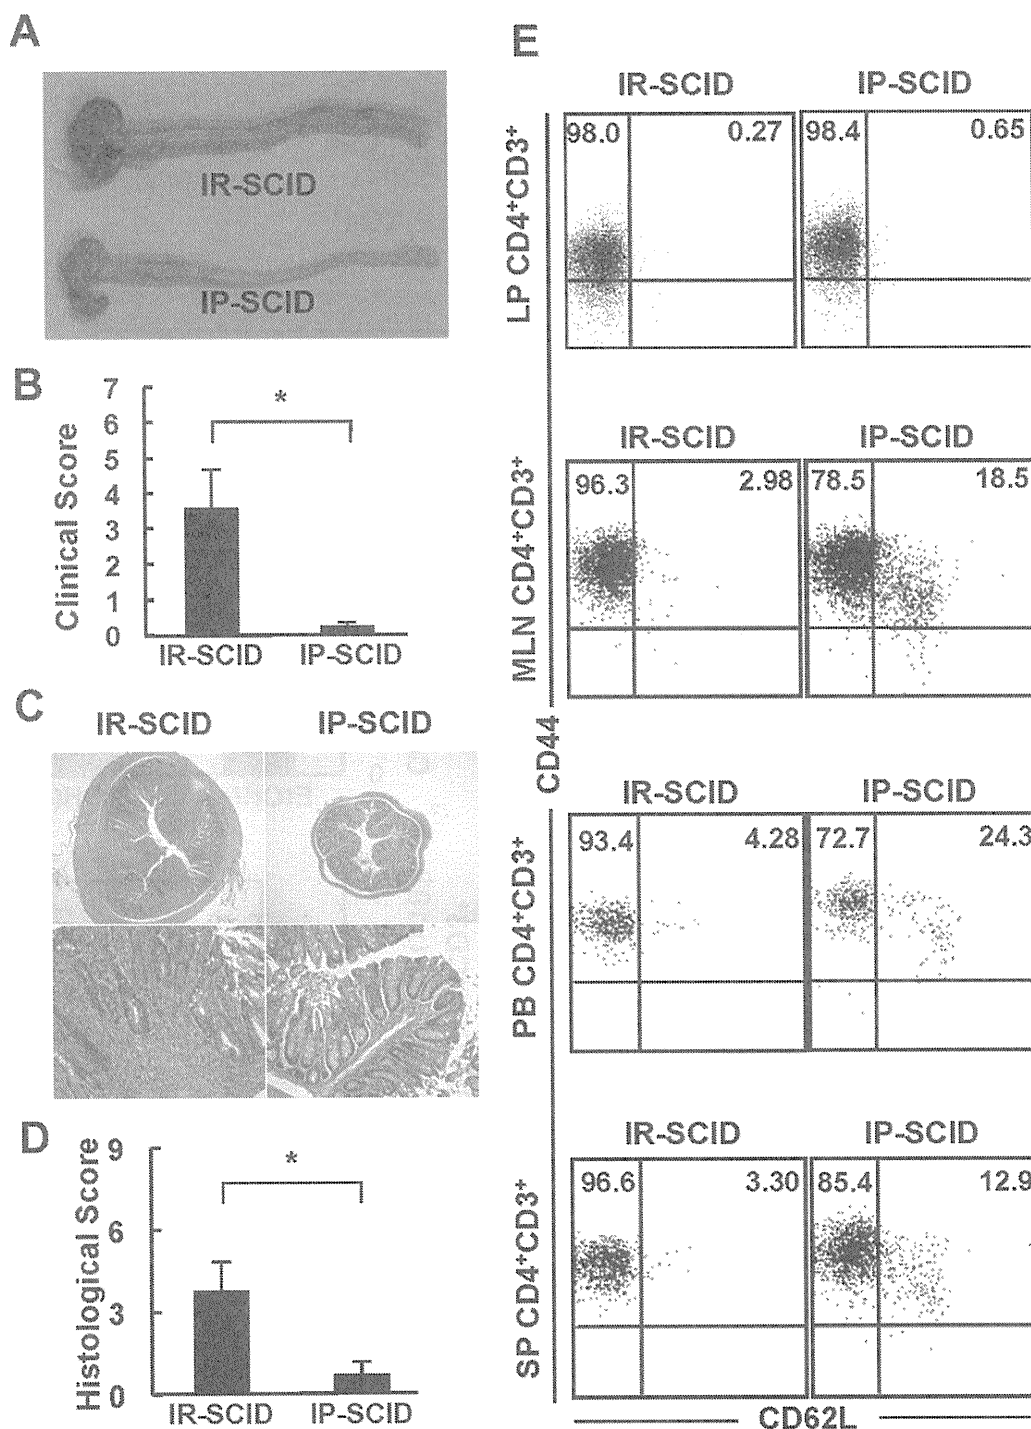 A
IR-SCID
IP-SCID
B
Clinical Score
7
6
5
4
3
2
1
0
*
IR-SCID IP-SCID
C
IR-SCID IP-SCID
D
Histological Score
9
6
3
0
*
IR-SCID IP-SCID
E
IR-SCID IP-SCID
LP CD4⁺CD3⁺
98.0 0.27 98.4 0.65
IR-SCID IP-SCID
MLN CD4⁺CD3⁺
96.3 2.98 78.5 18.5
CD44
IR-SCID IP-SCID
PB CD4⁺CD3⁺
93.4 4.28 72.7 24.3
IR-SCID IP-SCID
SP CD4⁺CD3⁺
96.6 3.30 85.4 12.9
CD62L